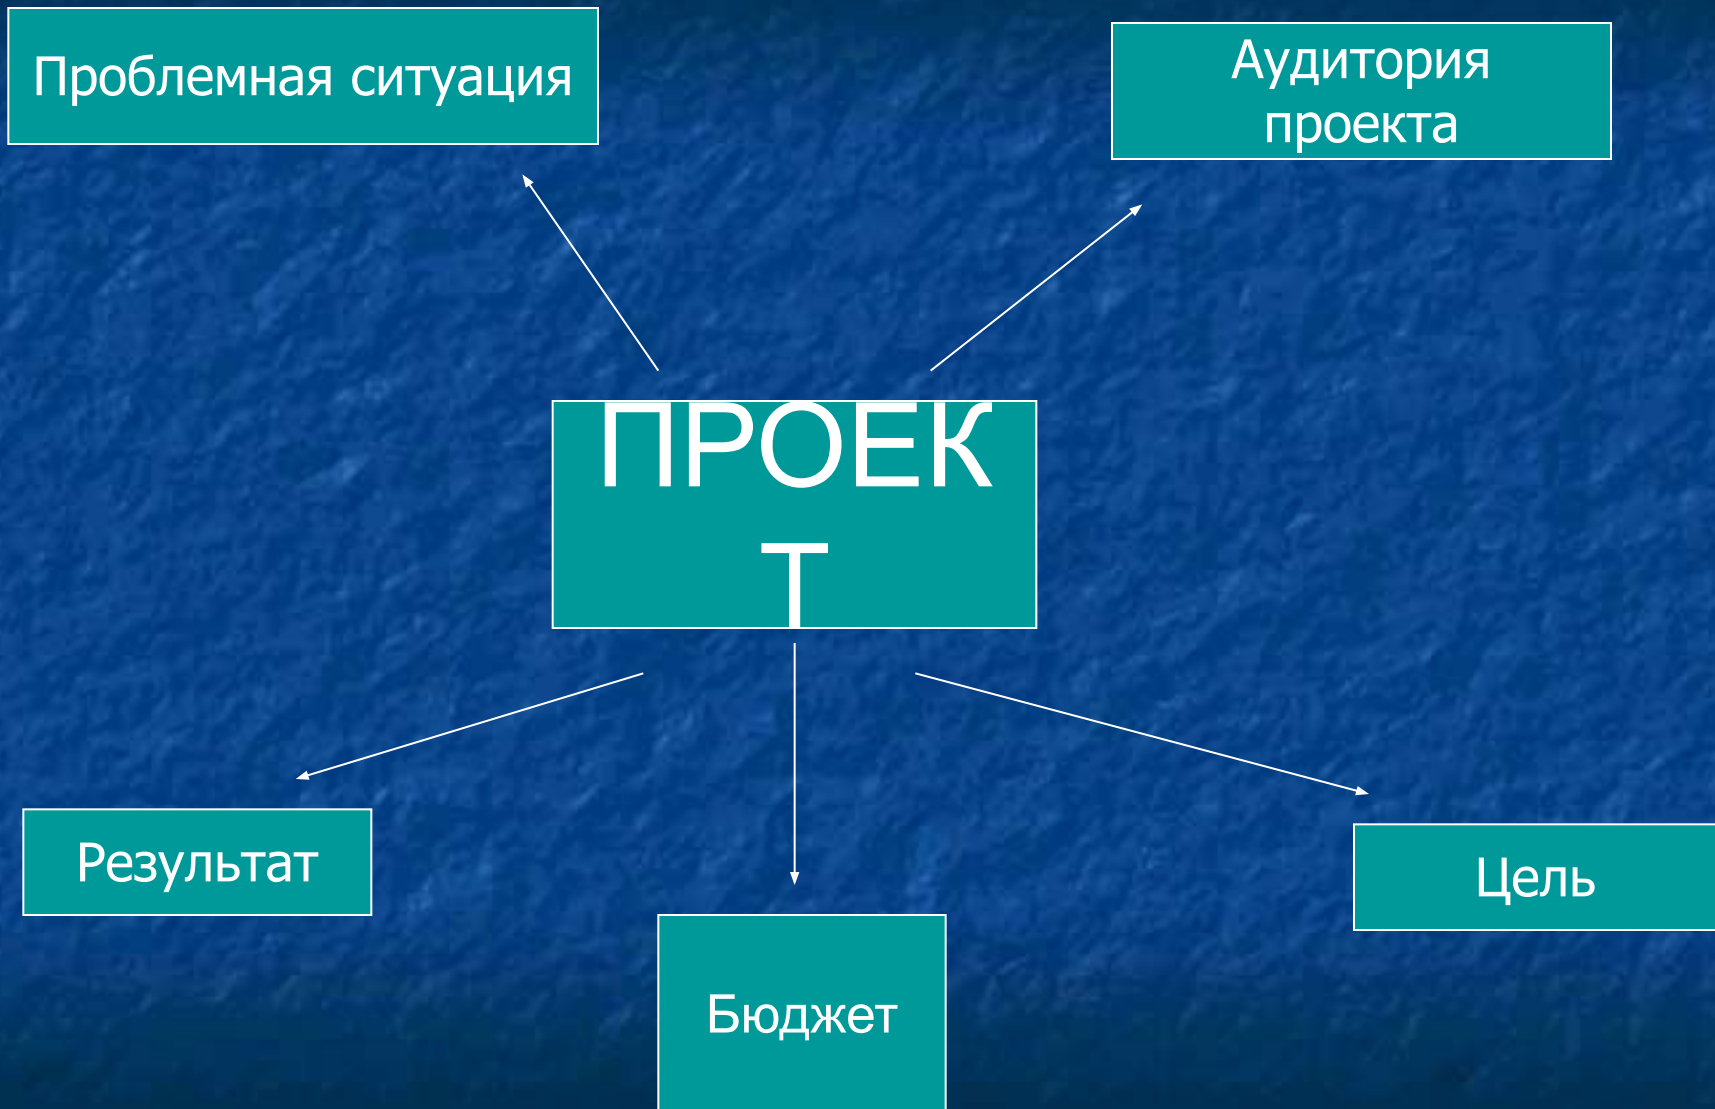 Проблемная ситуация
Аудитория
проекта
ПРОЕК
Т
Результат
Цель
Бюджет